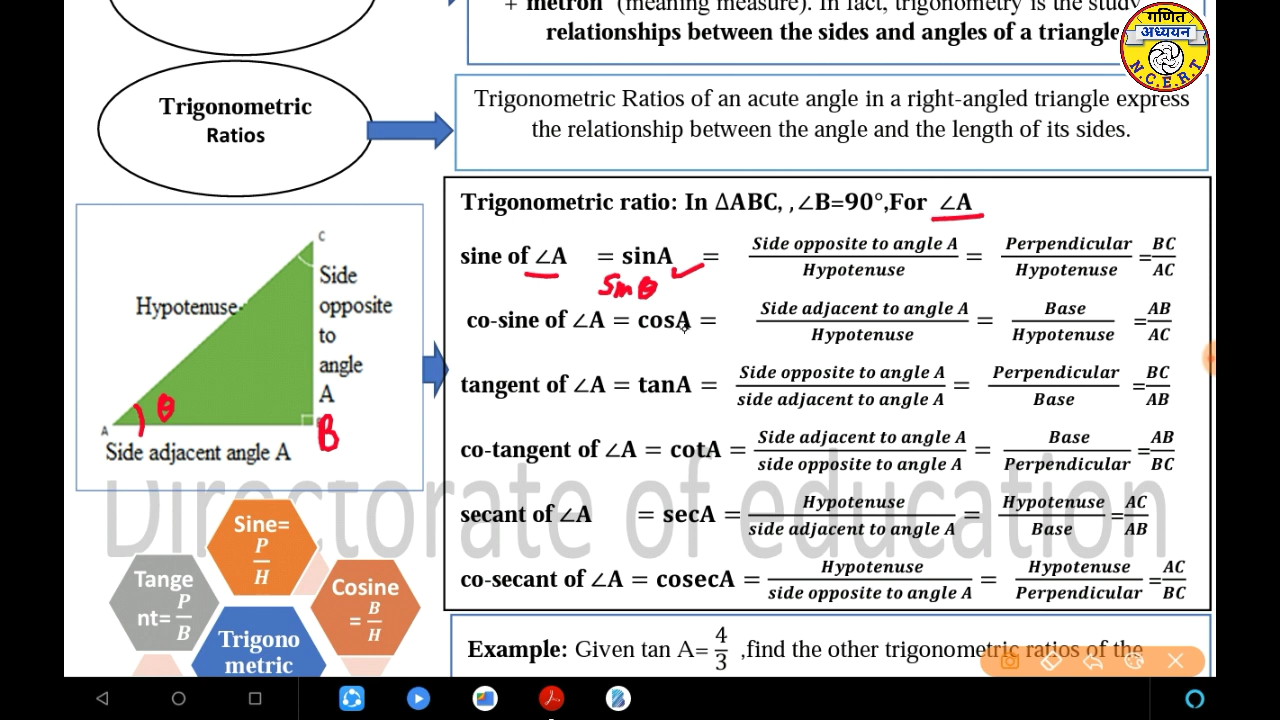 + metron (meaning measure). In fact, trigonometry is the study
relationships between the sides and angles of a triangle
गणित
अध्ययन
N.C.E.R.T
Trigonometric
Ratios
Trigonometric Ratios of an acute angle in a right-angled triangle express
the relationship between the angle and the length of its sides.
Trigonometric ratio: In ΔABC, ,∠B=90°,For ∠A
sine of ∠A = sinA = Side opposite to angle A / Hypotenuse = Perpendicular / Hypotenuse = BC / AC
Sin θ
co-sine of ∠A = cosA = Side adjacent to angle A / Hypotenuse = Base / Hypotenuse = AB / AC
tangent of ∠A = tanA = Side opposite to angle A / side adjacent to angle A = Perpendicular / Base = BC / AB
co-tangent of ∠A = cotA = Side adjacent to angle A / side opposite to angle A = Base / Perpendicular = AB / BC
secant of ∠A = secA = Hypotenuse / side adjacent to angle A = Hypotenuse / Base = AC / AB
co-secant of ∠A = cosecA = Hypotenuse / side opposite to angle A = Hypotenuse / Perpendicular = AC / BC
C
Hypotenuse
Side
opposite
to
angle
A
θ
A
B
Side adjacent angle A
Directorate of education
Sine=
P / H
Tange
nt= P / B
Cosine
= B / H
Trigono
metric
Example: Given tan A= 4 / 3 ,find the other trigonometric ratios of the